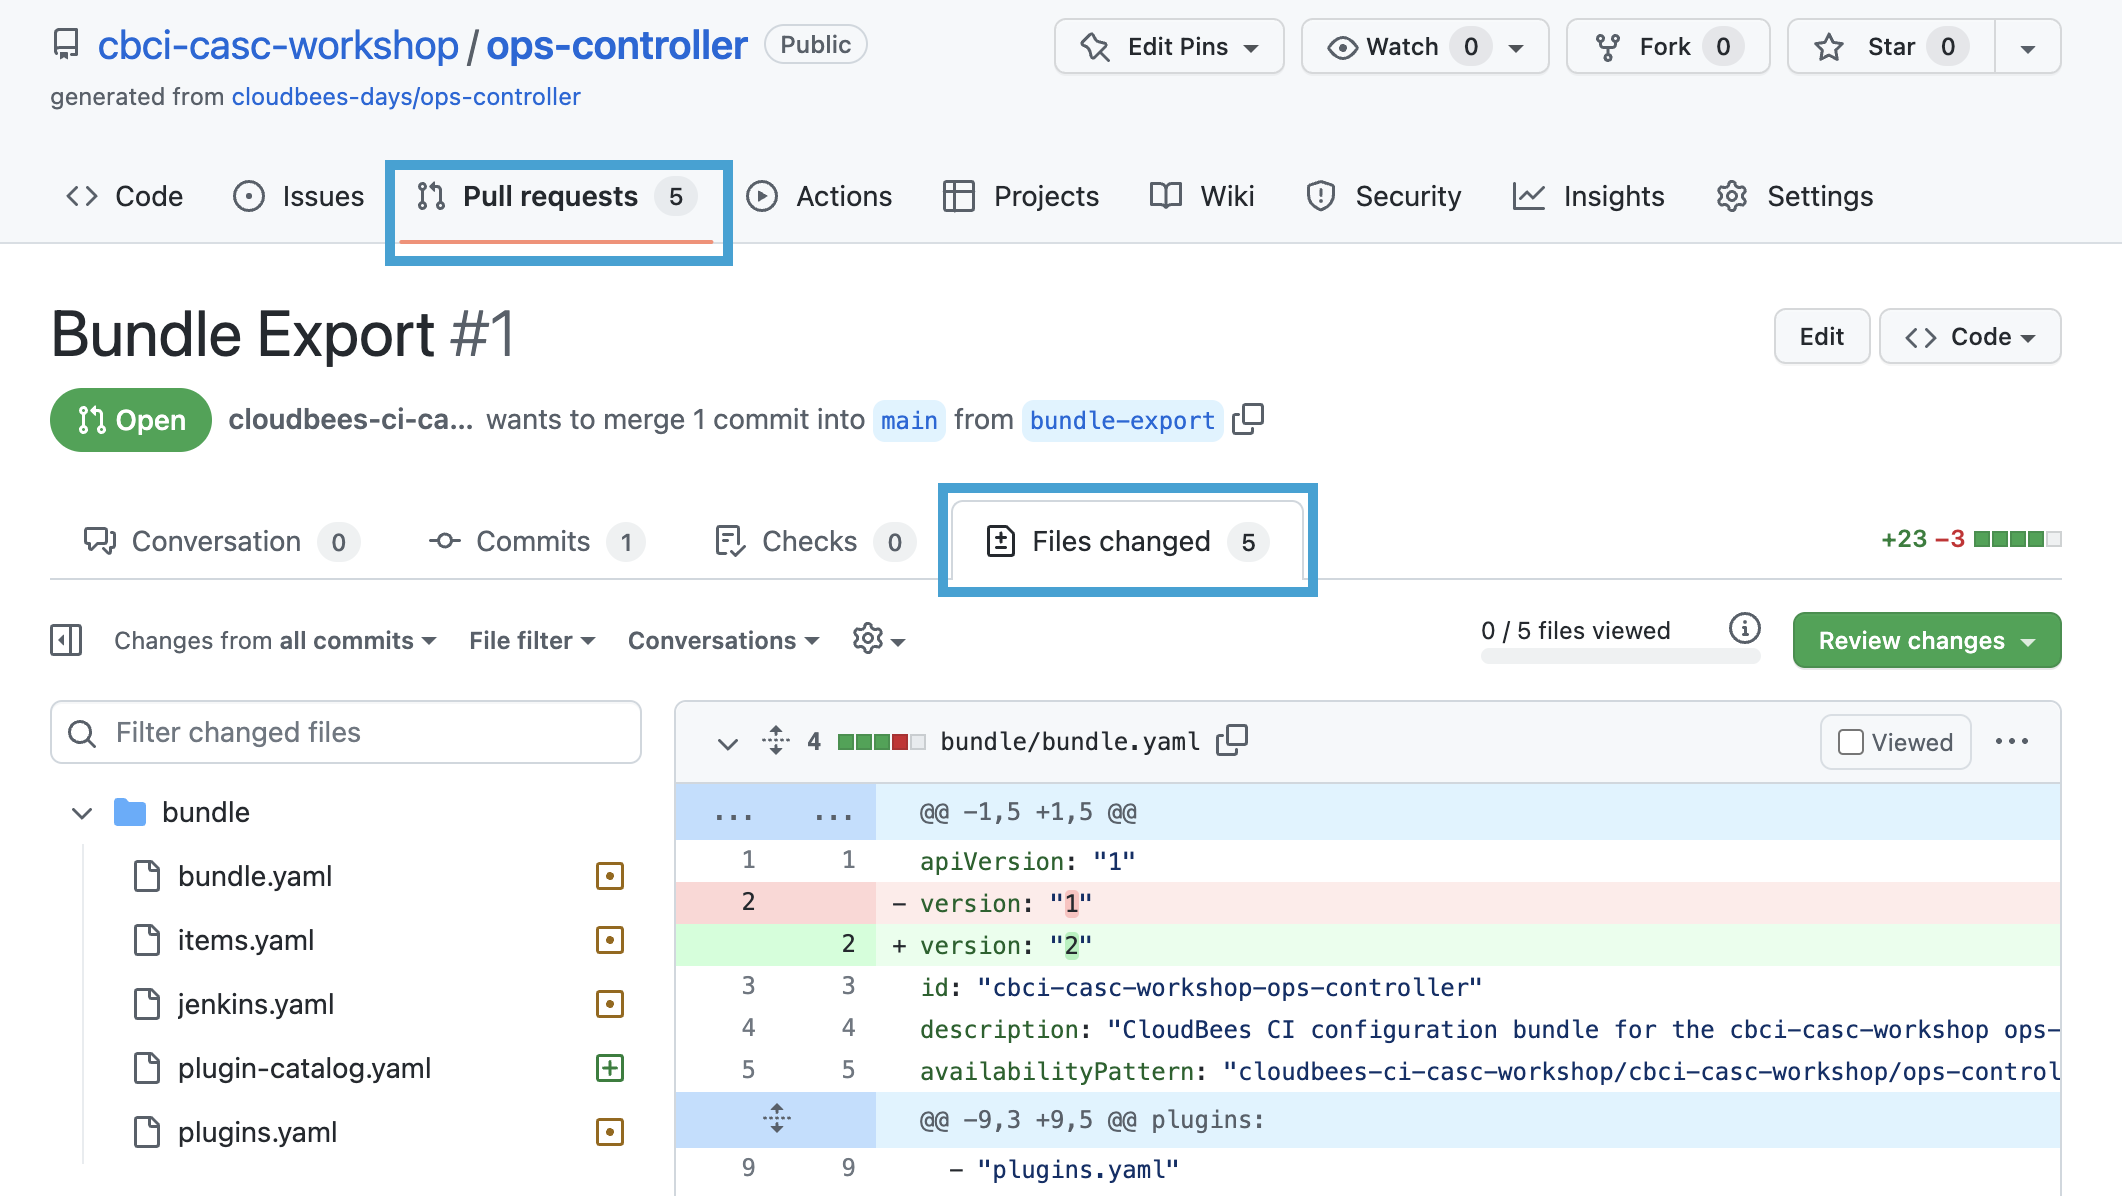 cbci-casc-workshop / ops-controller Public
Edit Pins Watch 0 Fork 0 Star 0
generated from cloudbees-days/ops-controller
Code Issues Pull requests 5 Actions Projects Wiki Security Insights Settings
Bundle Export #1
Edit Code
Open cloudbees-ci-ca... wants to merge 1 commit into main from bundle-export
Conversation 0 Commits 1 Checks 0 Files changed 5 +23 −3
Changes from all commits File filter Conversations 0 / 5 files viewed Review changes
Filter changed files
bundle
bundle.yaml
items.yaml
jenkins.yaml
plugin-catalog.yaml
plugins.yaml
4 bundle/bundle.yaml Viewed
... ... @@ -1,5 +1,5 @@
1 1 apiVersion: "1"
2 - version: "1"
2 + version: "2"
3 3 id: "cbci-casc-workshop-ops-controller"
4 4 description: "CloudBees CI configuration bundle for the cbci-casc-workshop ops-
5 5 availabilityPattern: "cloudbees-ci-casc-workshop/cbci-casc-workshop/ops-control
@@ -9,3 +9,5 @@ plugins:
9 9 - "plugins.yaml"